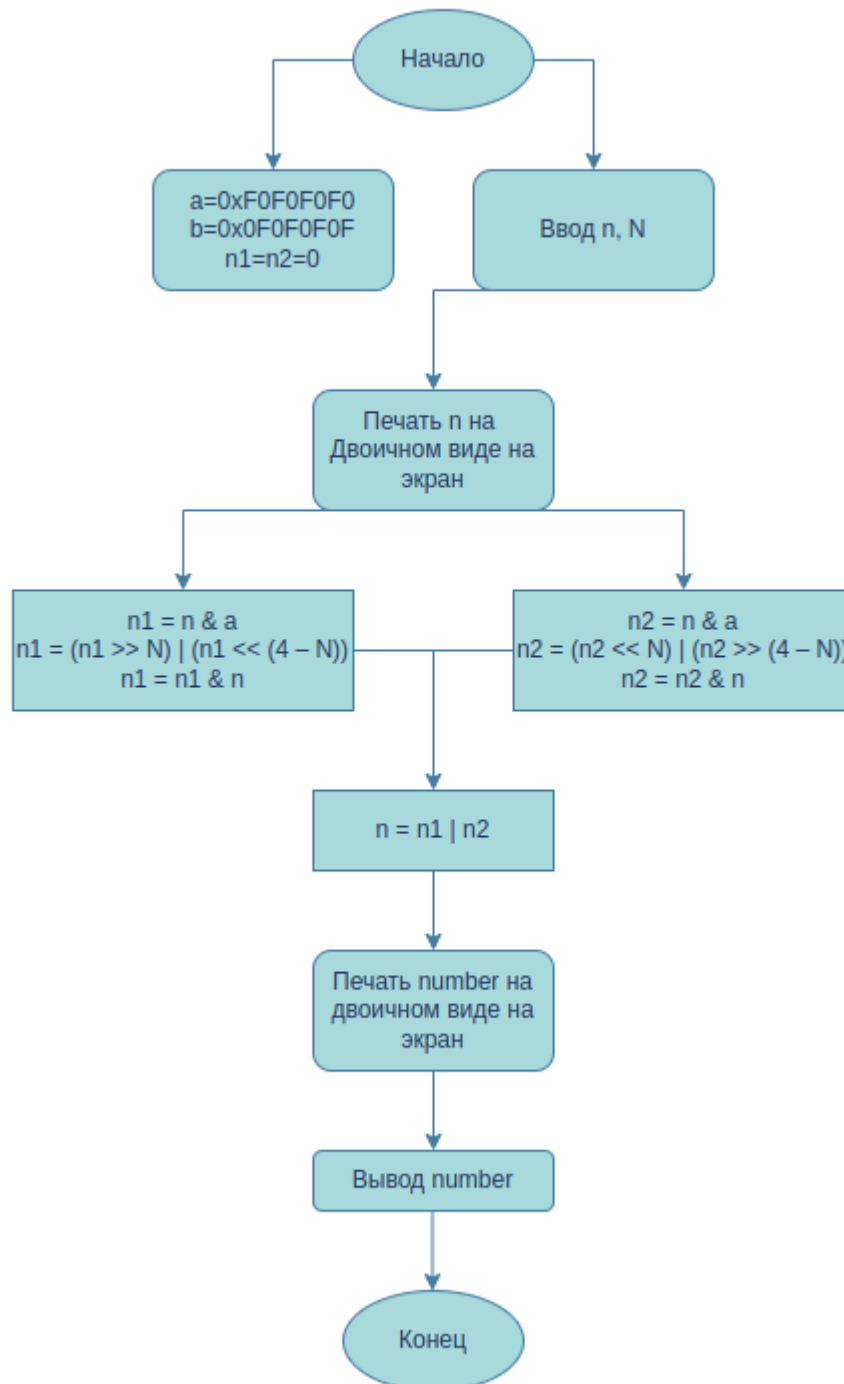 Начало
a=0xF0F0F0F0
b=0x0F0F0F0F
n1=n2=0
Ввод n, N
Печать n на
Двоичном виде на
экран
n1 = n & a
n1 = (n1 >> N) | (n1 << (4 – N))
n1 = n1 & n
n2 = n & a
n2 = (n2 << N) | (n2 >> (4 – N))
n2 = n2 & n
n = n1 | n2
Печать number на
двоичном виде на
экран
Вывод number
Конец